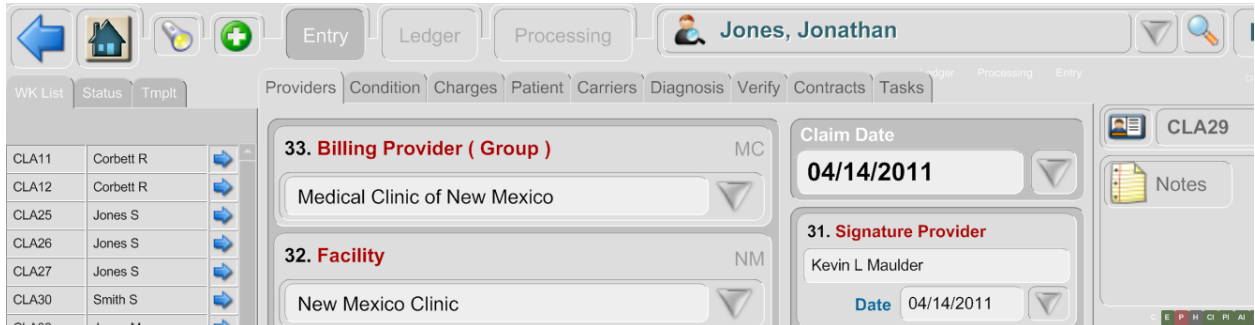 Entry Ledger Processing Jones, Jonathan
Ledger Processing Entry
WK List Status Tmplt
Providers Condition Charges Patient Carriers Diagnosis Verify Contracts Tasks
33. Billing Provider ( Group ) MC
Medical Clinic of New Mexico
32. Facility NM
New Mexico Clinic
Claim Date
04/14/2011
31. Signature Provider
Kevin L Maulder
Date 04/14/2011
CLA29
Notes
CLA11 Corbett R
CLA12 Corbett R
CLA25 Jones S
CLA26 Jones S
CLA27 Jones S
CLA30 Smith S
C E P H CI PI AI